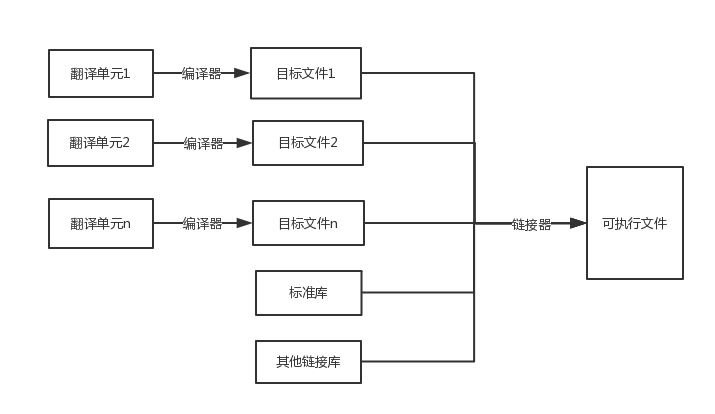 翻译单元1
编译器
目标文件1
翻译单元2
编译器
目标文件2
翻译单元n
编译器
目标文件n
链接器
可执行文件
标准库
其他链接库